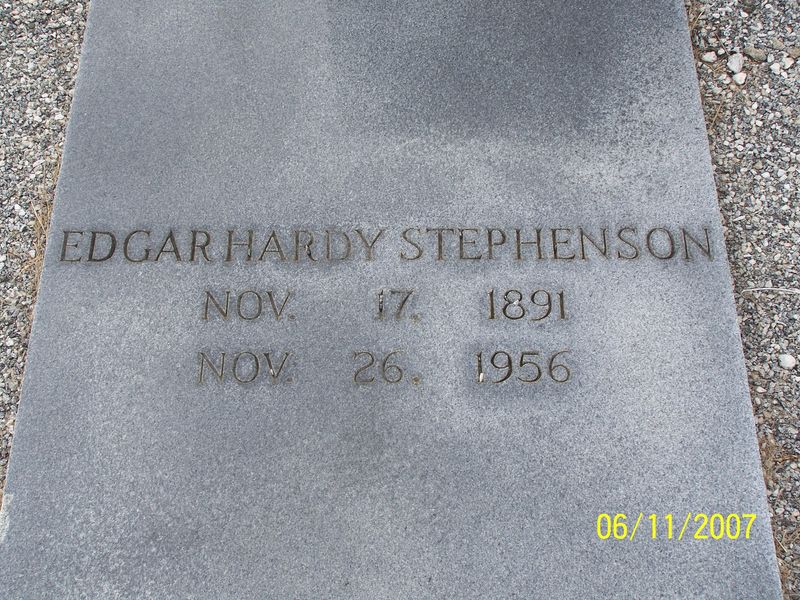 EDGAR HARDY STEPHENSON
NOV. 17, 1891
NOV. 26, 1956
06/11/2007